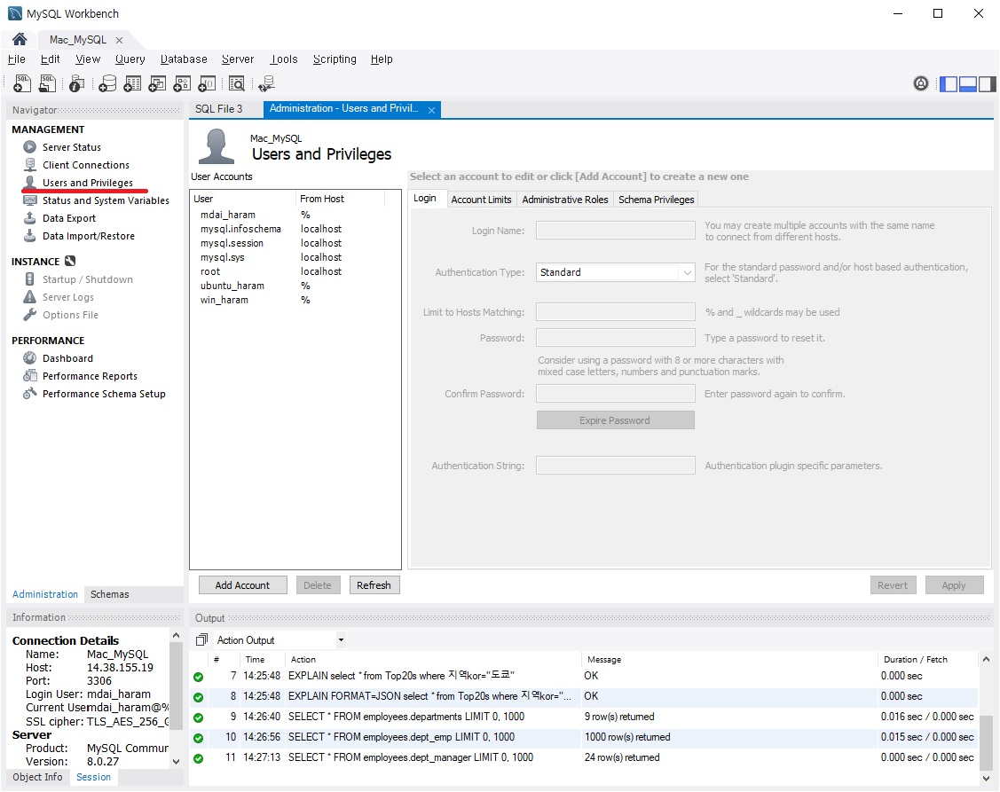 MySQL Workbench
Mac_MySQL
File Edit View Query Database Server Tools Scripting Help
Navigator
MANAGEMENT
Server Status
Client Connections
Users and Privileges
Status and System Variables
Data Export
Data Import/Restore
INSTANCE
Startup / Shutdown
Server Logs
Options File
PERFORMANCE
Dashboard
Performance Reports
Performance Schema Setup
Administration Schemas
SQL File 3 Administration - Users and Privil...
Mac_MySQL
Users and Privileges
User Accounts
User From Host
mdai_haram %
mysql.infoschema localhost
mysql.session localhost
mysql.sys localhost
root localhost
ubuntu_haram %
win_haram %
Add Account Delete Refresh
Select an account to edit or click [Add Account] to create a new one
Login Account Limits Administrative Roles Schema Privileges
Login Name: You may create multiple accounts with the same name
to connect from different hosts.
Authentication Type: Standard For the standard password and/or host based authentication,
select 'Standard'.
Limit to Hosts Matching: % and _ wildcards may be used
Password: Type a password to reset it.
Consider using a password with 8 or more characters with
mixed case letters, numbers and punctuation marks.
Confirm Password: Enter password again to confirm.
Expire Password
Authentication String: Authentication plugin specific parameters.
Revert Apply
Information
Connection Details
Name: Mac_MySQL
Host: 14.38.155.19
Port: 3306
Login User: mdai_haram
Current Use mdai_haram@%
SSL cipher: TLS_AES_256_G
Server
Product: MySQL Commun
Version: 8.0.27
Object Info Session
Output
Action Output
# Time Action Message Duration / Fetch
7 14:25:48 EXPLAIN select * from Top20s where 지역kor="도쿄" OK 0.000 sec
8 14:25:48 EXPLAIN FORMAT=JSON select * from Top20s where 지역kor="... OK 0.000 sec
9 14:26:40 SELECT * FROM employees.departments LIMIT 0, 1000 9 row(s) returned 0.016 sec / 0.000 sec
10 14:26:56 SELECT * FROM employees.dept_emp LIMIT 0, 1000 1000 row(s) returned 0.015 sec / 0.000 sec
11 14:27:13 SELECT * FROM employees.dept_manager LIMIT 0, 1000 24 row(s) returned 0.000 sec / 0.000 sec